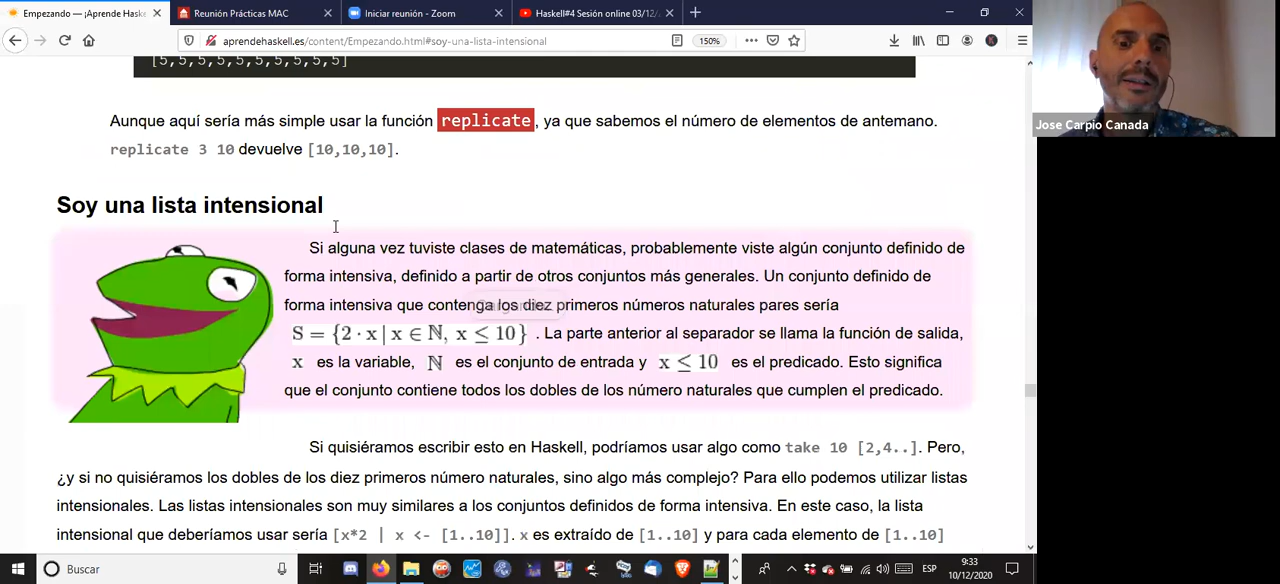 Empezando — ¡Aprende Haske
Reunión Prácticas MAC
Iniciar reunión - Zoom
Haskell#4 Sesión online 03/12/
aprendehaskell.es/content/Empezando.html#soy-una-lista-intensional
150%
[5,5,5,5,5,5,5,5,5,5]
Aunque aquí sería más simple usar la función replicate, ya que sabemos el número de elementos de antemano.
replicate 3 10 devuelve [10,10,10].
Jose Carpio Canada
Soy una lista intensional
Si alguna vez tuviste clases de matemáticas, probablemente viste algún conjunto definido de
forma intensiva, definido a partir de otros conjuntos más generales. Un conjunto definido de
forma intensiva que contenga los diez primeros números naturales pares sería
S = {2 · x | x ∈ ℕ, x ≤ 10} . La parte anterior al separador se llama la función de salida,
x es la variable, ℕ es el conjunto de entrada y x ≤ 10 es el predicado. Esto significa
que el conjunto contiene todos los dobles de los número naturales que cumplen el predicado.
Si quisiéramos escribir esto en Haskell, podríamos usar algo como take 10 [2,4..]. Pero,
¿y si no quisiéramos los dobles de los diez primeros número naturales, sino algo más complejo? Para ello podemos utilizar listas
intensionales. Las listas intensionales son muy similares a los conjuntos definidos de forma intensiva. En este caso, la lista
intensional que deberíamos usar sería [x*2 | x <- [1..10]]. x es extraído de [1..10] y para cada elemento de [1..10]
Buscar
ESP
9:33
10/12/2020